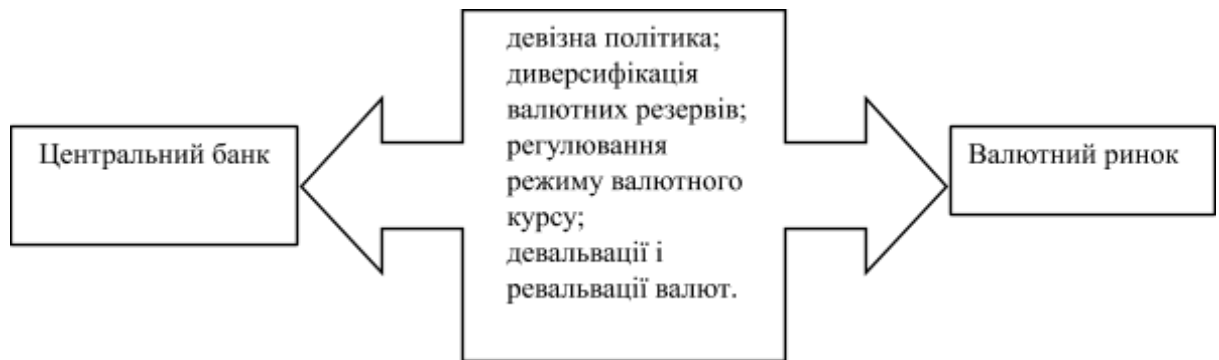 Центральний банк
девізна політика;
диверсифікація
валютних резервів;
регулювання
режиму валютного
курсу;
девальвації і
ревальвації валют.
Валютний ринок